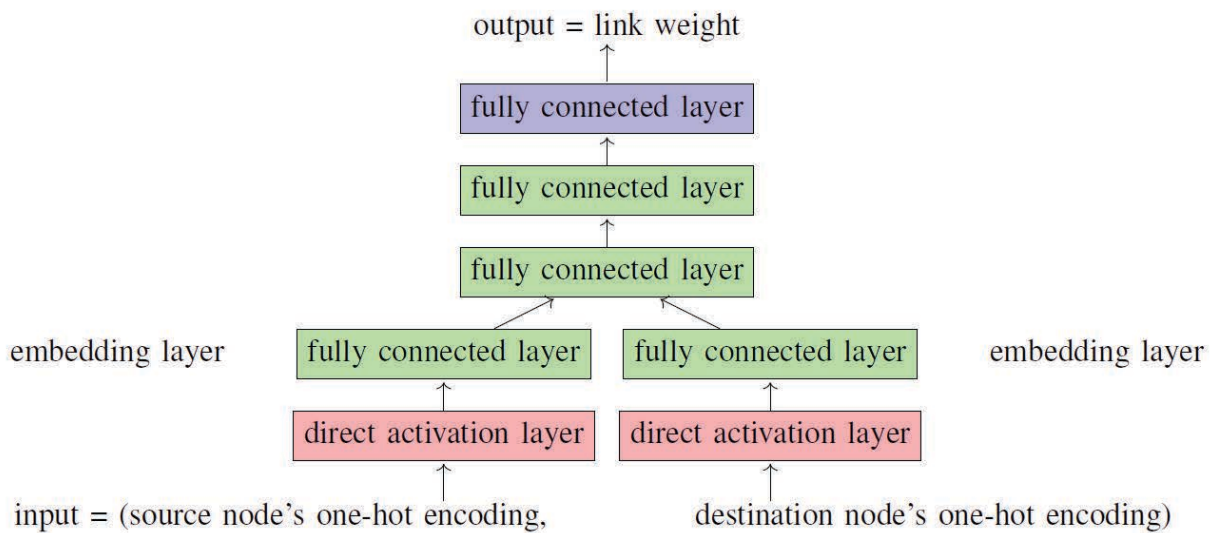 output = link weight
fully connected layer
fully connected layer
fully connected layer
embedding layer
fully connected layer
fully connected layer
embedding layer
direct activation layer
direct activation layer
input = (source node's one-hot encoding,
destination node's one-hot encoding)